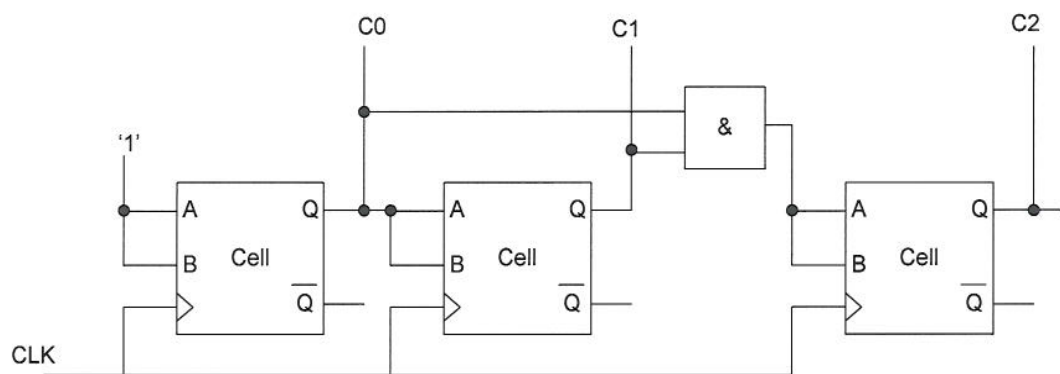 C0
C1
C2
&
'1'
A Q A Q A Q
Cell Cell Cell
B B B
Q̅ Q̅ Q̅
CLK